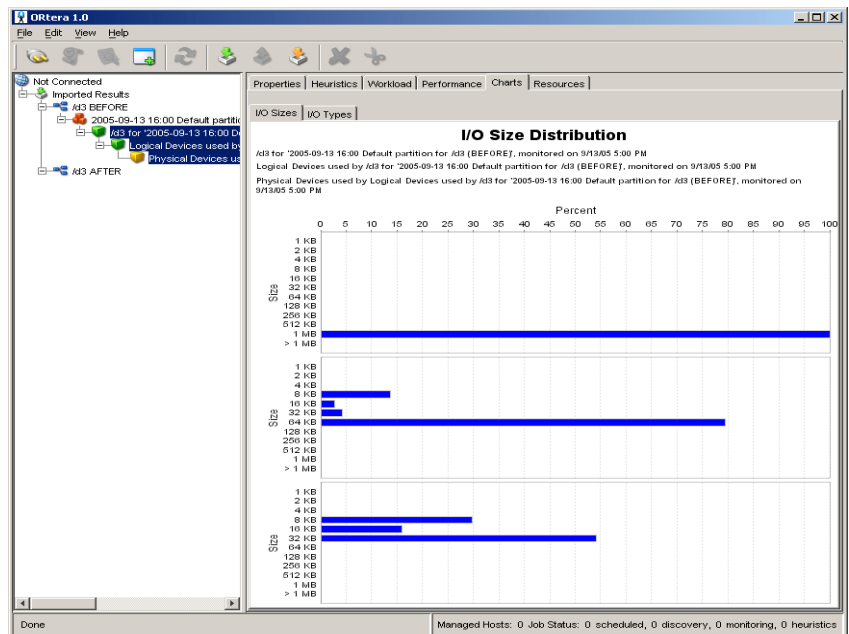 ORtera 1.0
File Edit View Help
Not Connected
Imported Results
/d3 BEFORE
2005-09-13 16:00 Default partitic
/d3 for '2005-09-13 16:00 D
Logical Devices used by
Physical Devices us
/d3 AFTER
Properties Heuristics Workload Performance Charts Resources
I/O Sizes I/O Types
I/O Size Distribution
/d3 for '2005-09-13 16:00 Default partition for /d3 (BEFORE)', monitored on 9/13/05 5:00 PM
Logical Devices used by /d3 for '2005-09-13 16:00 Default partition for /d3 (BEFORE)', monitored on 9/13/05 5:00 PM
Physical Devices used by Logical Devices used by /d3 for '2005-09-13 16:00 Default partition for /d3 (BEFORE)', monitored on
9/13/05 5:00 PM
Percent
0 5 10 15 20 25 30 35 40 45 50 55 60 65 70 75 80 85 90 95 100
Size
1 KB
2 KB
4 KB
8 KB
16 KB
32 KB
64 KB
128 KB
256 KB
512 KB
1 MB
> 1 MB
Size
1 KB
2 KB
4 KB
8 KB
16 KB
32 KB
64 KB
128 KB
256 KB
512 KB
1 MB
> 1 MB
Size
1 KB
2 KB
4 KB
8 KB
16 KB
32 KB
64 KB
128 KB
256 KB
512 KB
1 MB
> 1 MB
Done
Managed Hosts: 0 Job Status: 0 scheduled, 0 discovery, 0 monitoring, 0 heuristics